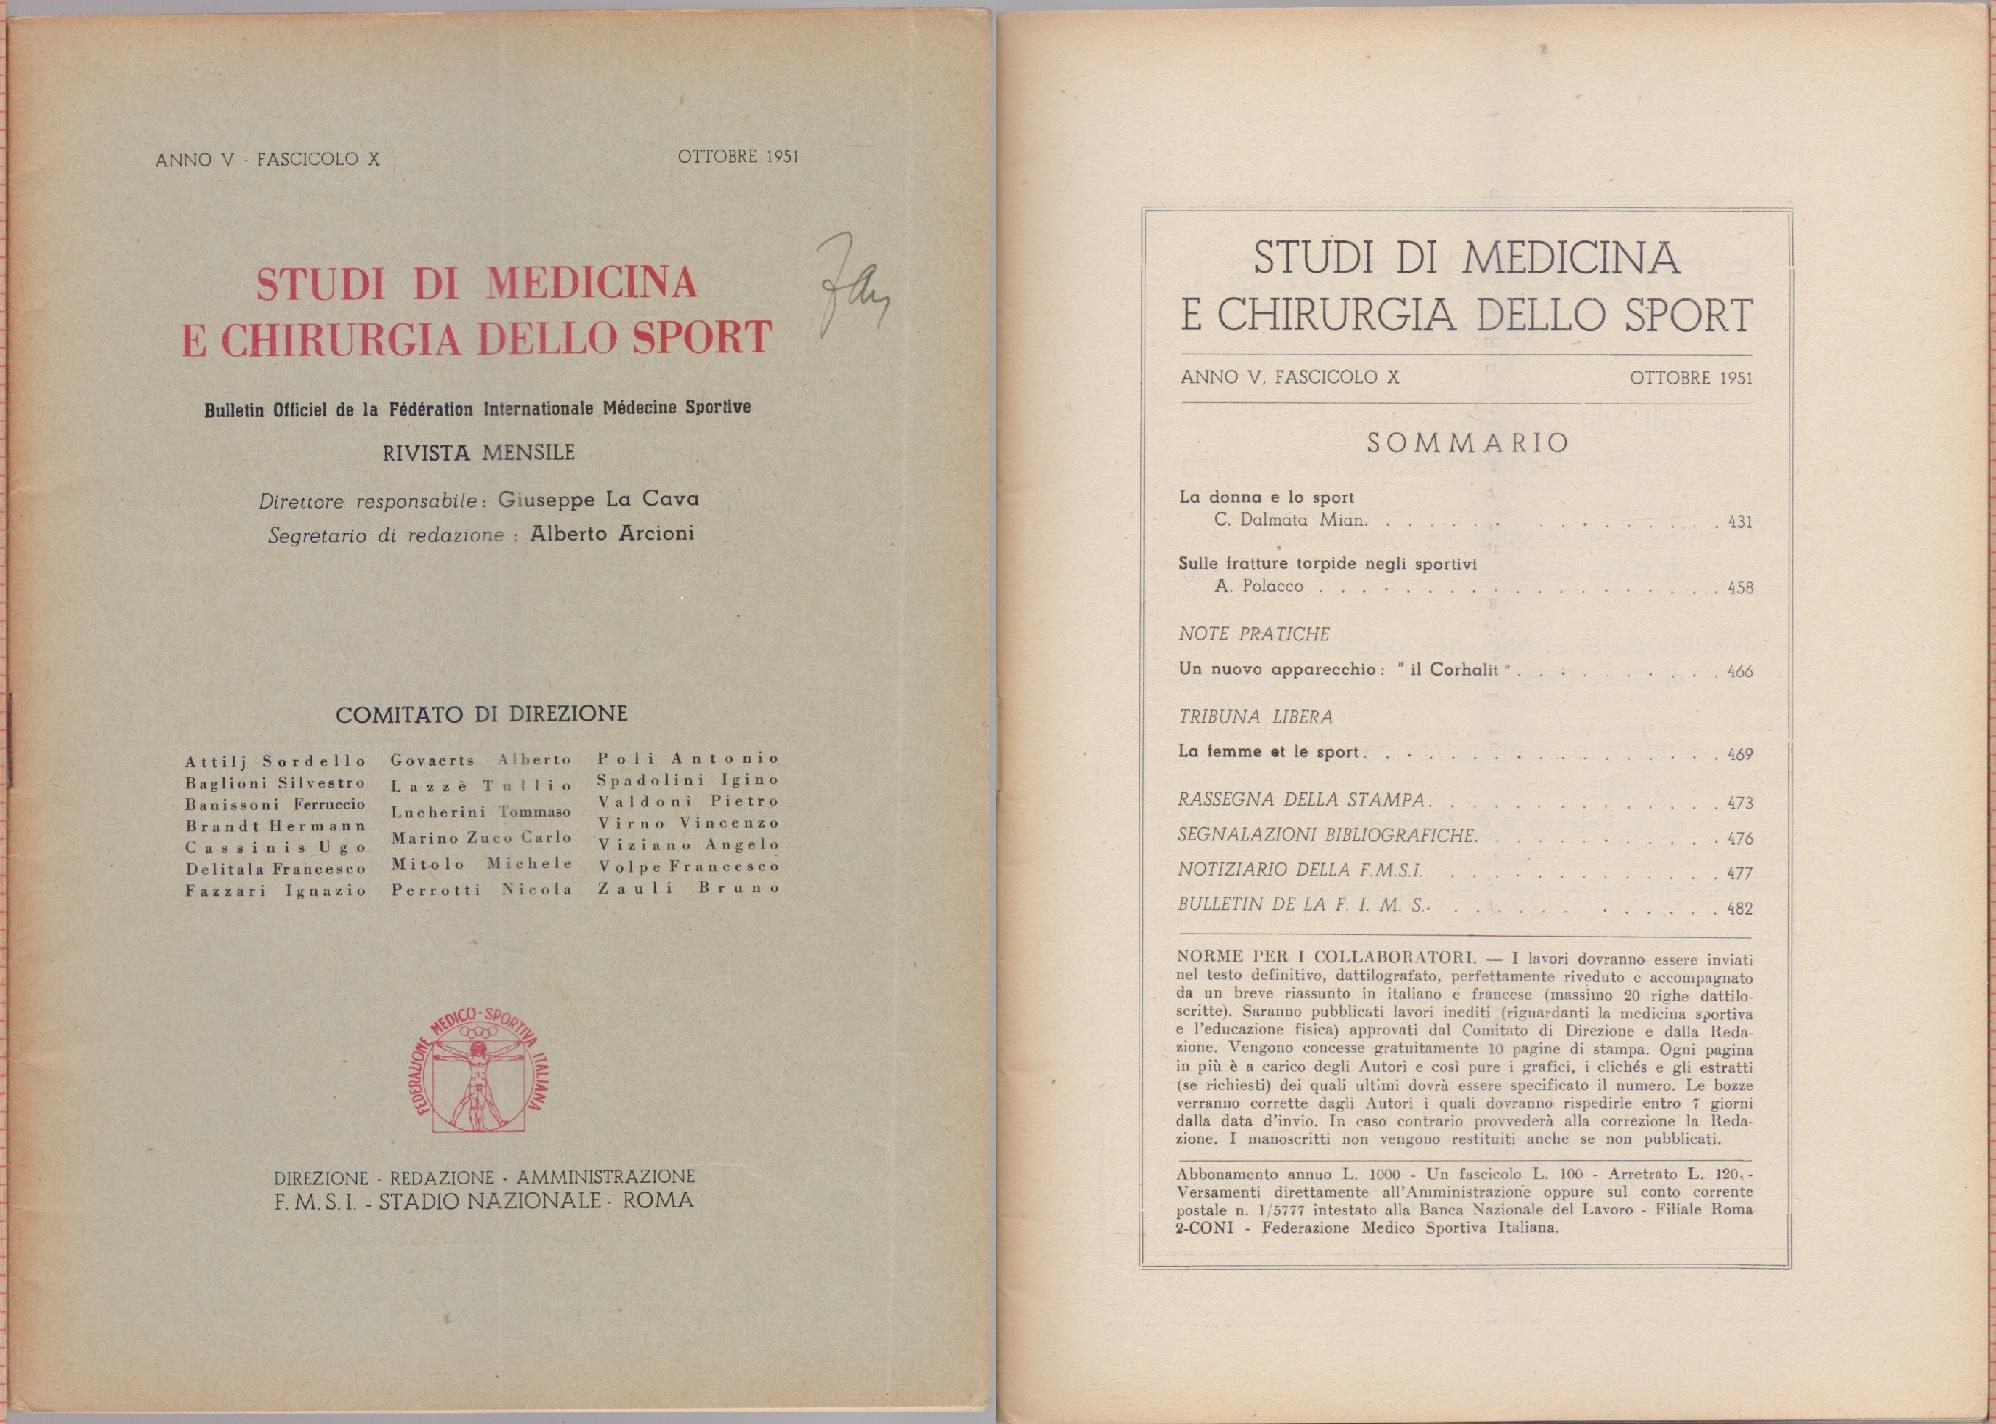 ANNO V - FASCICOLO X OTTOBRE 1951
STUDI DI MEDICINA
E CHIRURGIA DELLO SPORT
Bulletin Officiel de la Fédération Internationale Médecine Sportive
RIVISTA MENSILE
Direttore responsabile: Giuseppe La Cava
Segretario di redazione: Alberto Arcioni
COMITATO DI DIREZIONE
Attilj Sordello
Baglioni Silvestro
Banissoni Ferruccio
Brandt Hermann
Cassinis Ugo
Delitala Francesco
Fazzari Ignazio
Govaerts Alberto
Lazzè Tullio
Lucherini Tommaso
Marino Zuco Carlo
Mitolo Michele
Perrotti Nicola
Poli Antonio
Spadolini Igino
Valdoni Pietro
Virno Vincenzo
Viziano Angelo
Volpe Francesco
Zauli Bruno
FEDERAZIONE MEDICO-SPORTIVA ITALIANA
DIREZIONE - REDAZIONE - AMMINISTRAZIONE
F. M. S. I. - STADIO NAZIONALE - ROMA
STUDI DI MEDICINA
E CHIRURGIA DELLO SPORT
ANNO V, FASCICOLO X OTTOBRE 1951
SOMMARIO
La donna e lo sport
C. Dalmata Mian. . . . . . . . . . . . . . . 431
Sulle fratture torpide negli sportivi
A. Polacco . . . . . . . . . . . . . . . . . . 458
NOTE PRATICHE
Un nuovo apparecchio: "il Corhalit". . . . . . . . . 466
TRIBUNA LIBERA
La femme et le sport. . . . . . . . . . . . . . . . 469
RASSEGNA DELLA STAMPA. . . . . . . . . . . . . 473
SEGNALAZIONI BIBLIOGRAFICHE. . . . . . . . . . . 476
NOTIZIARIO DELLA F.M.S.I. . . . . . . . . . . . . 477
BULLETIN DE LA F. I. M. S. . . . . . . . . . . . 482
NORME PER I COLLABORATORI. — I lavori dovranno essere inviati
nel testo definitivo, dattilografato, perfettamente riveduto e accompagnato
da un breve riassunto in italiano e francese (massimo 20 righe dattilo-
scritte). Saranno pubblicati lavori inediti (riguardanti la medicina sportiva
e l'educazione fisica) approvati dal Comitato di Direzione e dalla Reda-
zione. Vengono concesse gratuitamente 10 pagine di stampa. Ogni pagina
in più è a carico degli Autori e così pure i grafici, i clichés e gli estratti
(se richiesti) dei quali ultimi dovrà essere specificato il numero. Le bozze
verranno corrette dagli Autori i quali dovranno rispedirle entro 7 giorni
dalla data d'invio. In caso contrario provvederà alla correzione la Reda-
zione. I manoscritti non vengono restituiti anche se non pubblicati.
Abbonamento annuo L. 1000 - Un fascicolo L. 100 - Arretrato L. 120,-
Versamenti direttamente all'Amministrazione oppure sul conto corrente
postale n. 1/5777 intestato alla Banca Nazionale del Lavoro - Filiale Roma
2-CONI - Federazione Medico Sportiva Italiana.